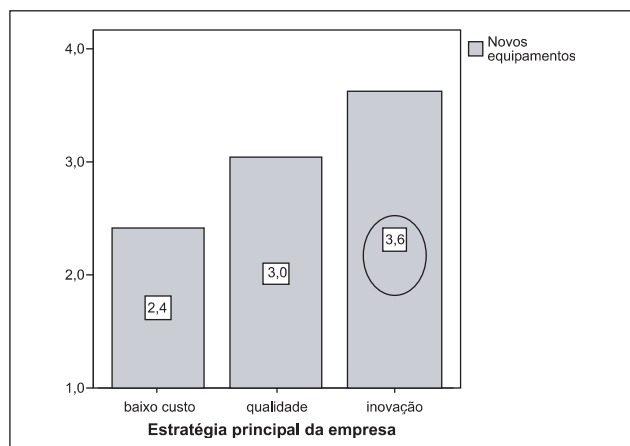 4,0
3,0
2,0
1,0
2,4
3,0
3,6
baixo custo
qualidade
inovação
Estratégia principal da empresa
Novos
equipamentos